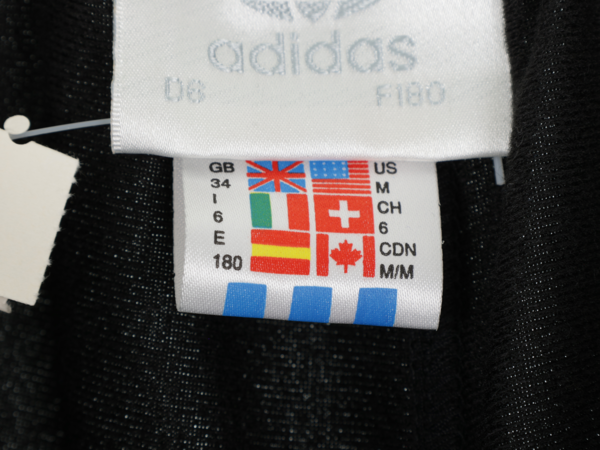 adidas
D6 F180
GB US
34 M
I CH
6 6
E CDN
180 M/M